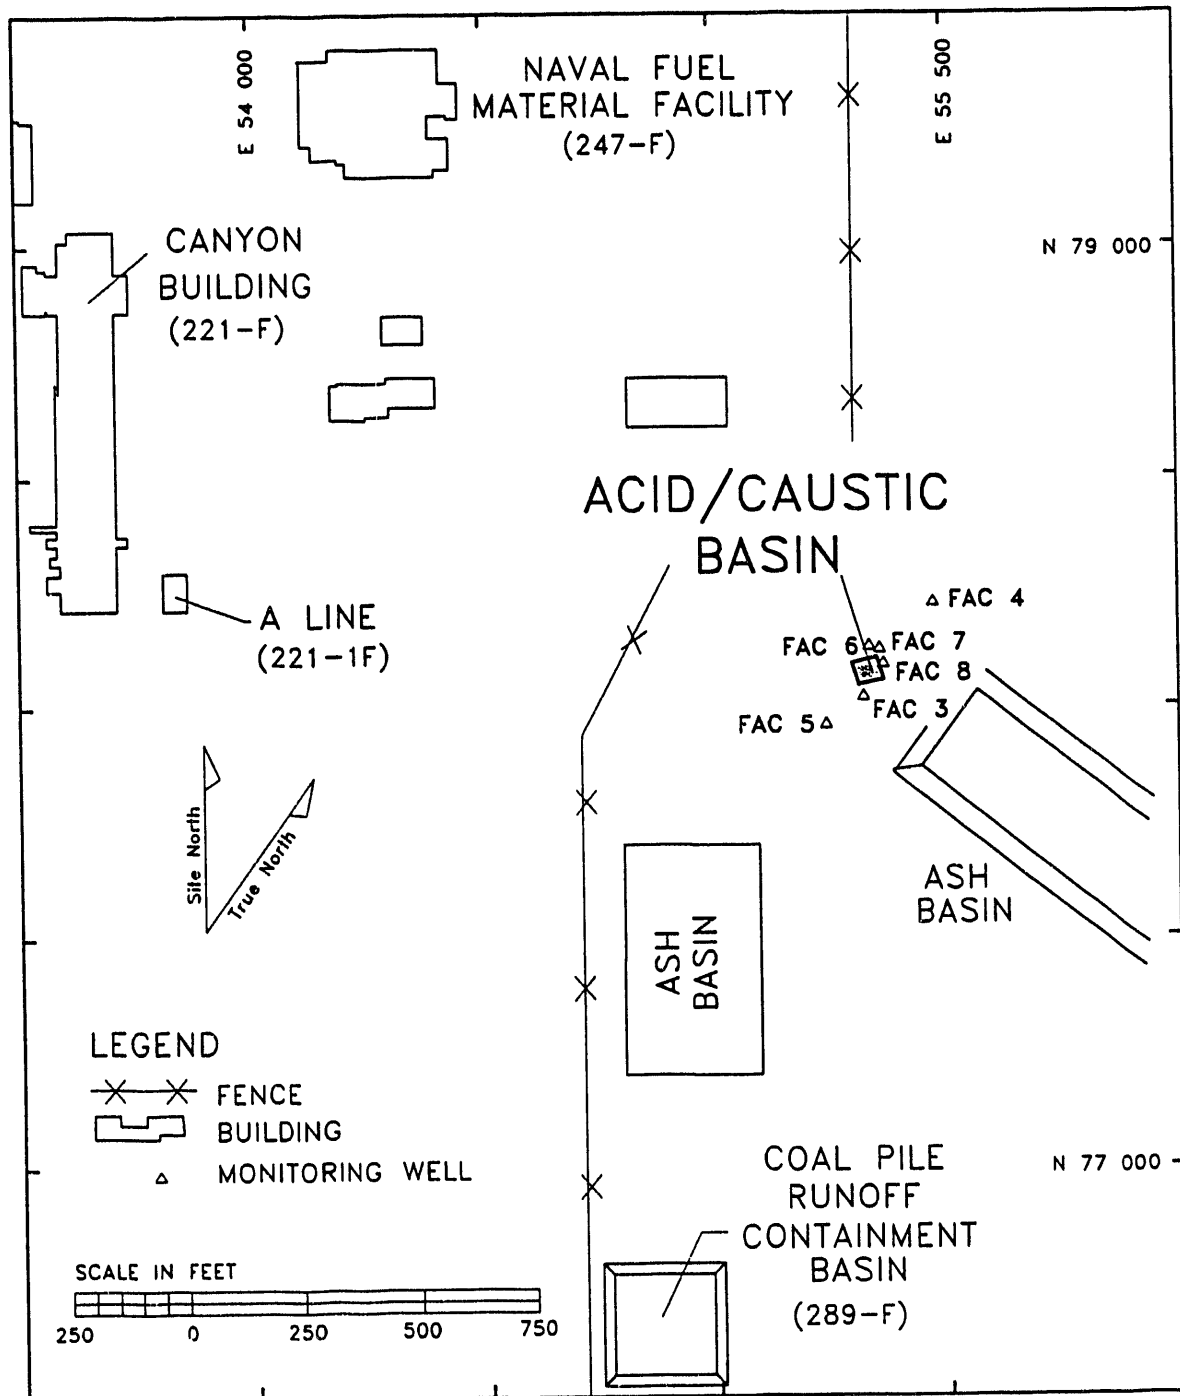 E 54 000
NAVAL FUEL
MATERIAL FACILITY
(247-F)
E 55 500
N 79 000
CANYON
BUILDING
(221-F)
ACID/CAUSTIC
BASIN
A LINE
(221-1F)
FAC 4
FAC 6
FAC 7
FAC 8
FAC 3
FAC 5
Site North
True North
ASH
BASIN
ASH
BASIN
LEGEND
FENCE
BUILDING
MONITORING WELL
COAL PILE
RUNOFF
CONTAINMENT
BASIN
(289-F)
N 77 000
SCALE IN FEET
250 0 250 500 750